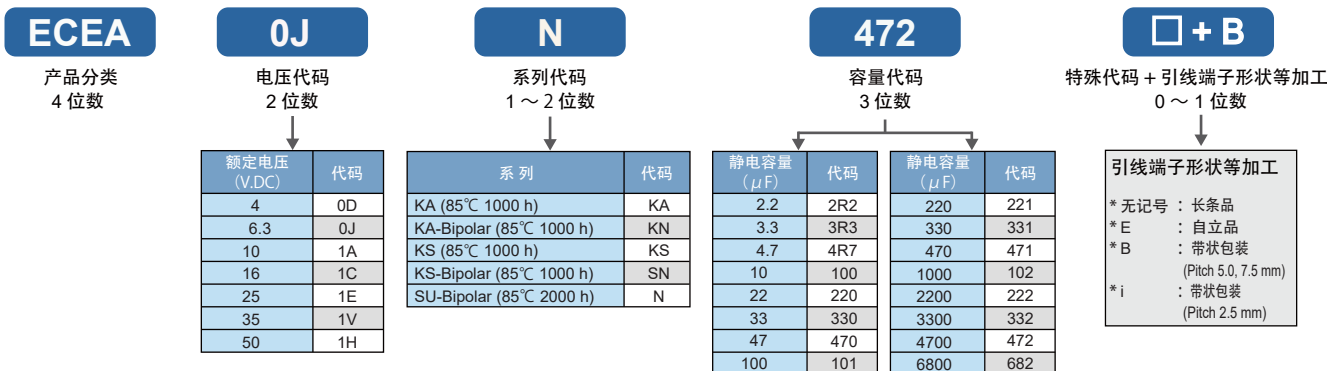 ECEA 0J N 472 □ + B
产品分类 电压代码 系列代码 容量代码 特殊代码 + 引线端子形状等加工
4 位数 2 位数 1 ～ 2 位数 3 位数 0 ～ 1 位数
额定电压
(V.DC)
代码
4 0D
6.3 0J
10 1A
16 1C
25 1E
35 1V
50 1H
系 列 代码
KA (85℃ 1000 h) KA
KA-Bipolar (85℃ 1000 h) KN
KS (85℃ 1000 h) KS
KS-Bipolar (85℃ 1000 h) SN
SU-Bipolar (85℃ 2000 h) N
静电容量
(μF)
代码
2.2 2R2
3.3 3R3
4.7 4R7
10 100
22 220
33 330
47 470
100 101
静电容量
(μF)
代码
220 221
330 331
470 471
1000 102
2200 222
3300 332
4700 472
6800 682
引线端子形状等加工
* 无记号 ：长条品
* E ：自立品
* B ：带状包装
(Pitch 5.0, 7.5 mm)
* i ：带状包装
(Pitch 2.5 mm)